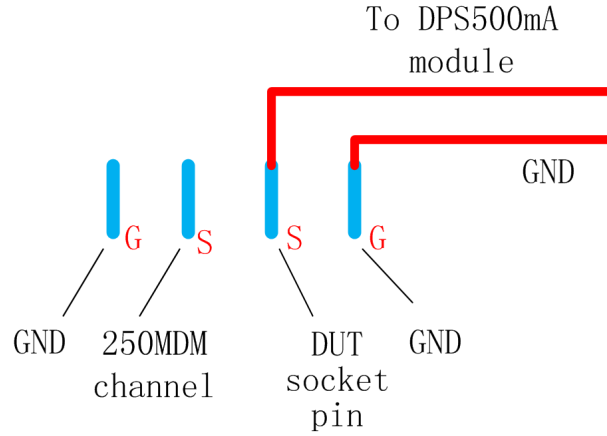 To DPS500mA
module
GND
G
S
S
G
GND
250MDM
channel
DUT
socket
pin
GND